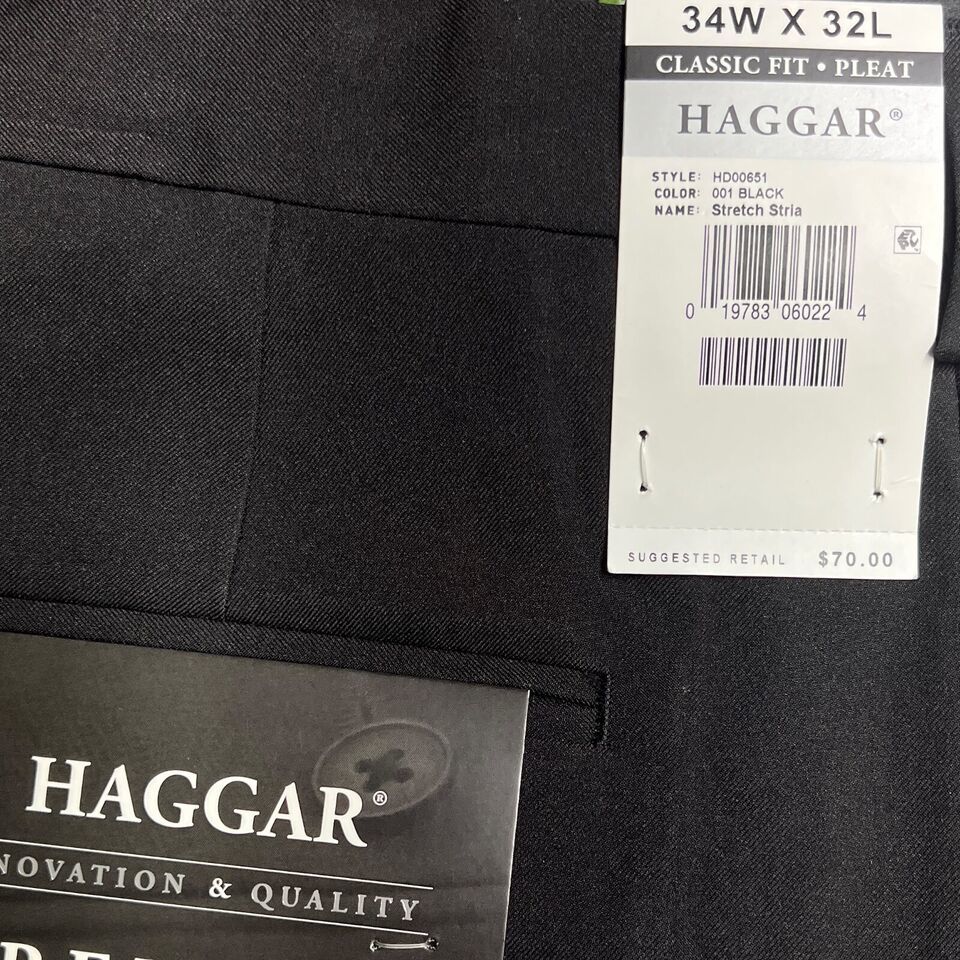 34W X 32L
CLASSIC FIT • PLEAT
HAGGAR®
STYLE: HD00651
COLOR: 001 BLACK
NAME: Stretch Stria
0 19783 06022 4
SUGGESTED RETAIL $70.00
HAGGAR®
NOVATION & QUALITY